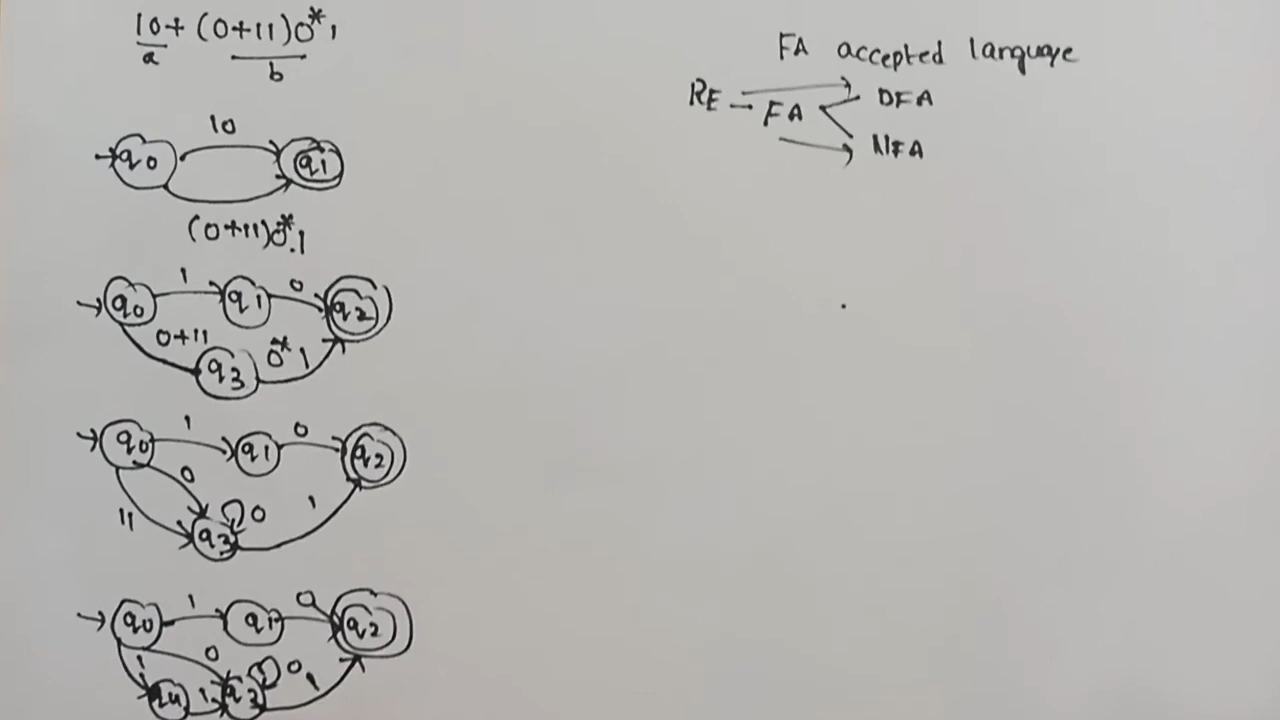 10+ (0+11)0*1
a
b
10
q0
q1
(0+11)0*.1
1
0
q0
q1
q2
0+11
q3
0*1
1
0
q0
q1
q2
0
11
0
1
q3
1
0
q0
q1
q2
1
0
0
1
q4
1
q3
FA accepted language
RE – FA
DFA
NFA